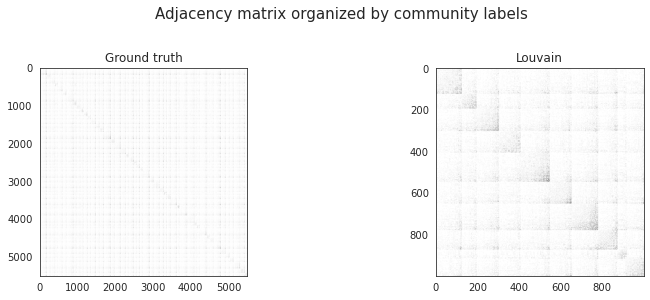 Adjacency matrix organized by community labels
Ground truth
Louvain
0
1000
2000
3000
4000
5000
0 1000 2000 3000 4000 5000
0
200
400
600
800
0 200 400 600 800